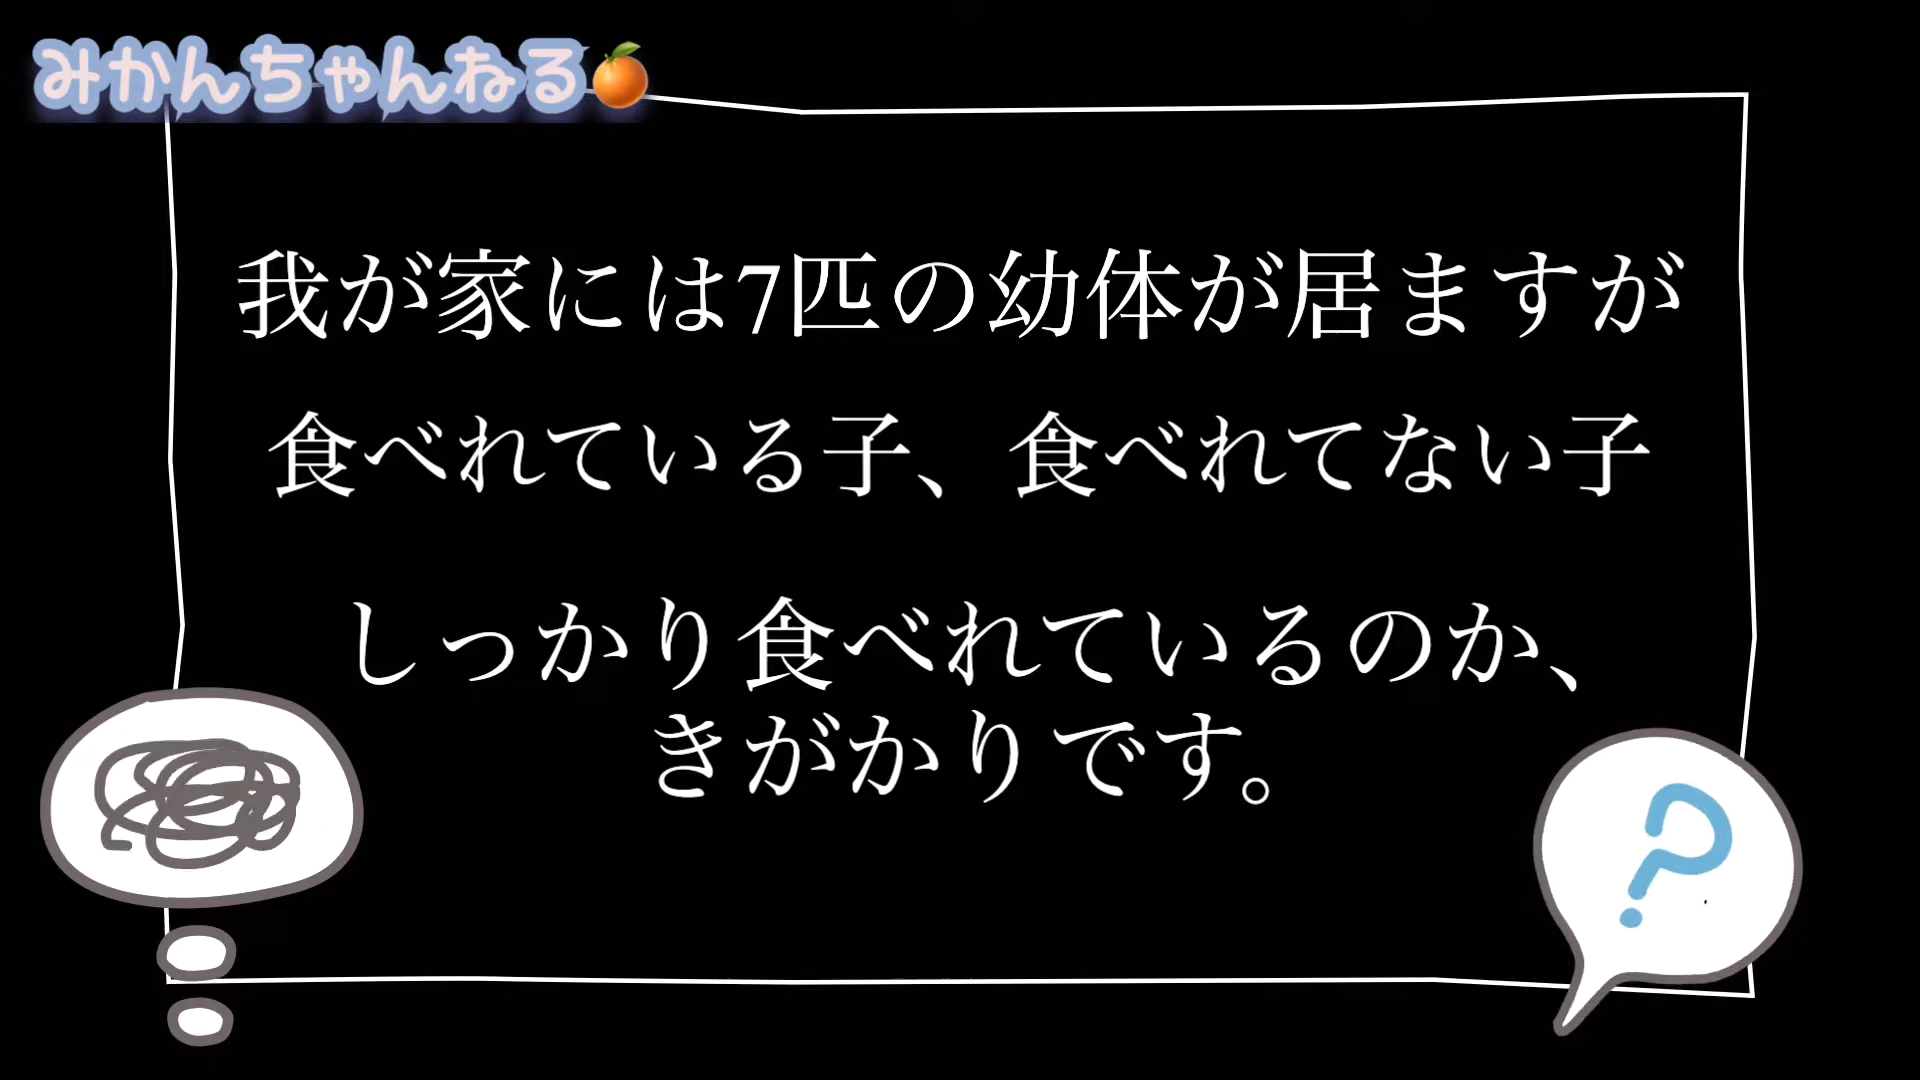 みかんちゃんねる🍊
我が家には7匹の幼体が居ますが
食べれている子、食べれてない子
しっかり食べれているのか、
きがかりです。
?